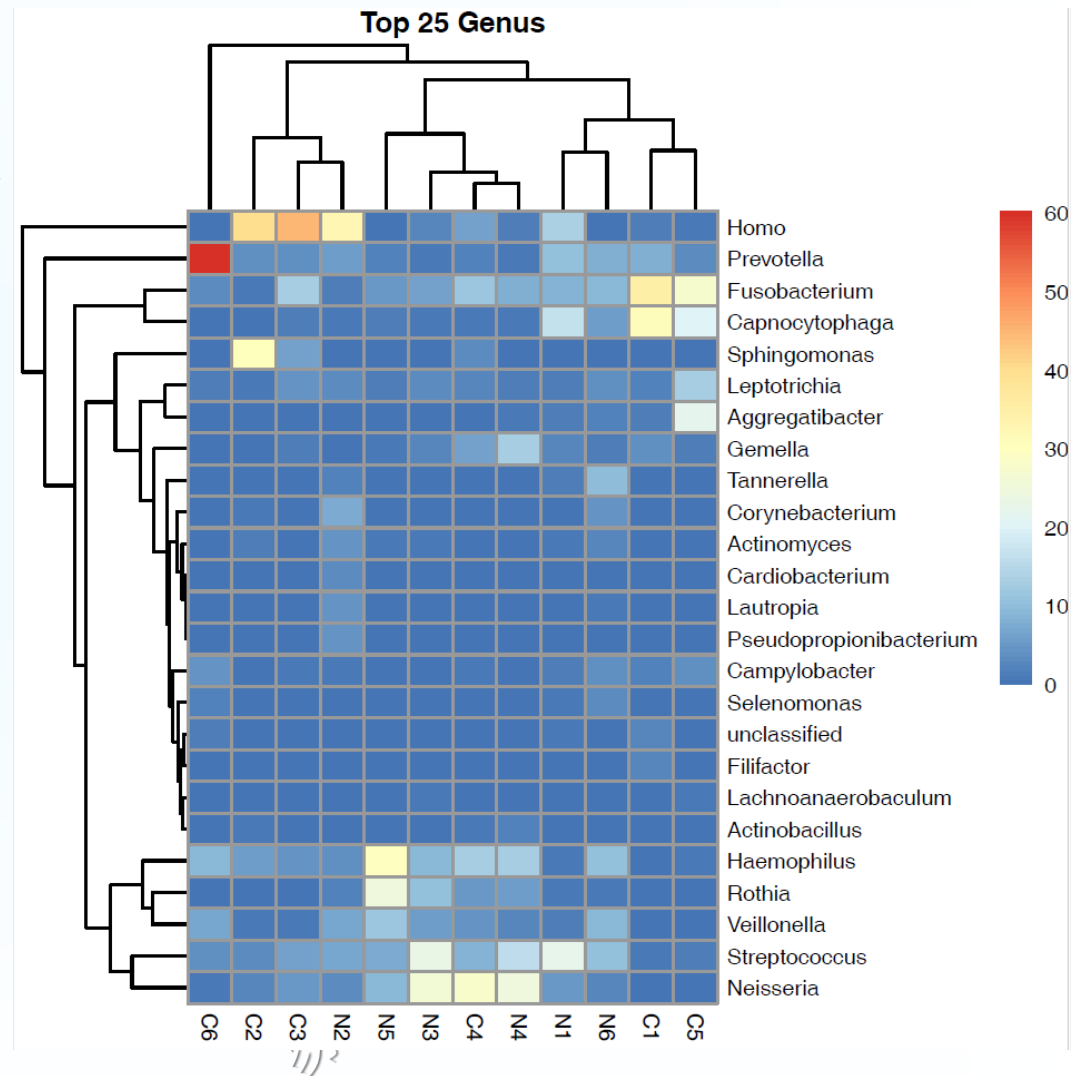 Top 25 Genus
Homo
Prevotella
Fusobacterium
Capnocytophaga
Sphingomonas
Leptotrichia
Aggregatibacter
Gemella
Tannerella
Corynebacterium
Actinomyces
Cardiobacterium
Lautropia
Pseudopropionibacterium
Campylobacter
Selenomonas
unclassified
Filifactor
Lachnoanaerobaculum
Actinobacillus
Haemophilus
Rothia
Veillonella
Streptococcus
Neisseria
60
50
40
30
20
10
0
C6 C2 C3 N2 N5 N3 C4 N4 N1 N6 C1 C5